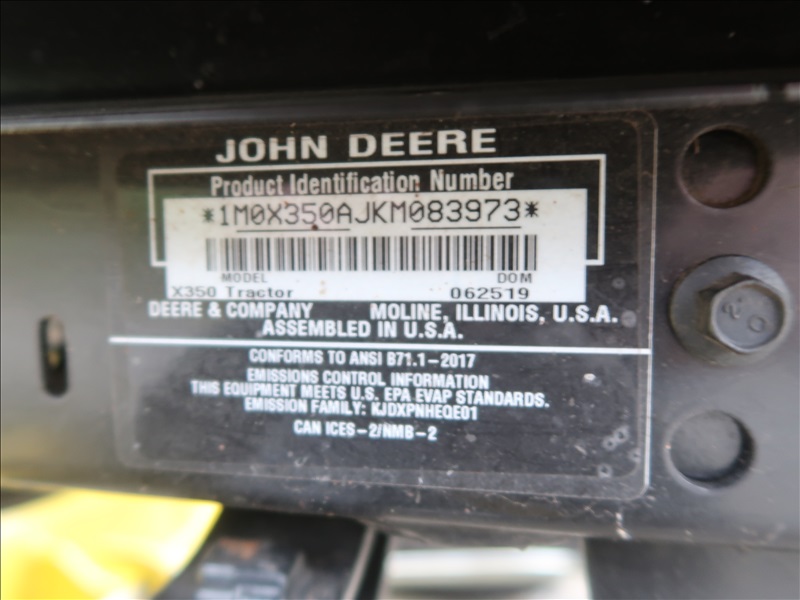 JOHN DEERE
Product Identification Number
*1M0X350AJKM083973*
MODEL DOM
X350 Tractor 062519
DEERE & COMPANY MOLINE, ILLINOIS, U.S.A.
ASSEMBLED IN U.S.A.
CONFORMS TO ANSI B71.1-2017
EMISSIONS CONTROL INFORMATION
THIS EQUIPMENT MEETS U.S. EPA EVAP STANDARDS.
EMISSION FAMILY: KJDXPNHEQE01
CAN ICES-2/NMB-2